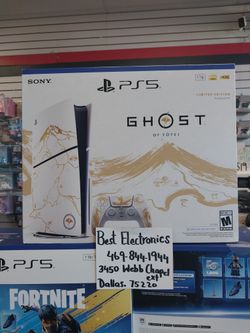 SONY
PS5
LIMITED EDITION
GHOST
OF YŌTEI
Best Electronics
469.844.1944
3450 Webb Chapel
ext
Dallas. 75220
PS5
FORTNITE